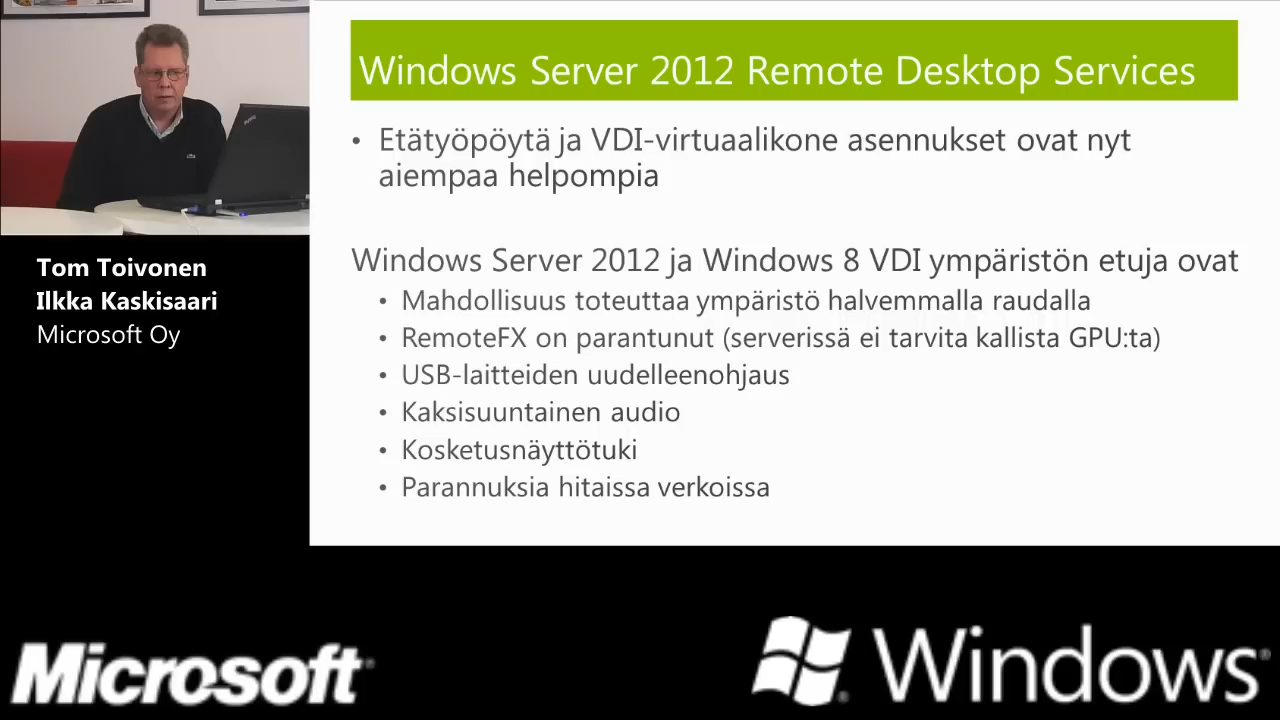 Windows Server 2012 Remote Desktop Services
• Etätyöpöytä ja VDI-virtuaalikone asennukset ovat nyt
aiempaa helpompia
Windows Server 2012 ja Windows 8 VDI ympäristön etuja ovat
• Mahdollisuus toteuttaa ympäristö halvemmalla raudalla
• RemoteFX on parantunut (serverissä ei tarvita kallista GPU:ta)
• USB-laitteiden uudelleenohjaus
• Kaksisuuntainen audio
• Kosketusnäyttötuki
• Parannuksia hitaissa verkoissa
Tom Toivonen
Ilkka Kaskisaari
Microsoft Oy
Microsoft®
Windows®